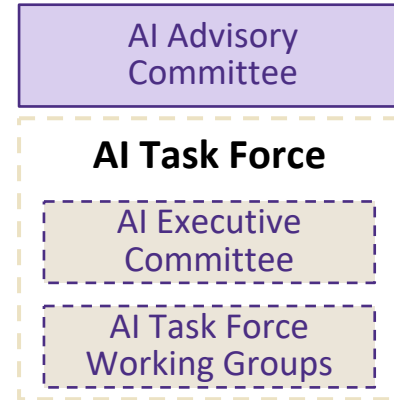 AI Advisory
Committee
AI Task Force
AI Executive
Committee
AI Task Force
Working Groups